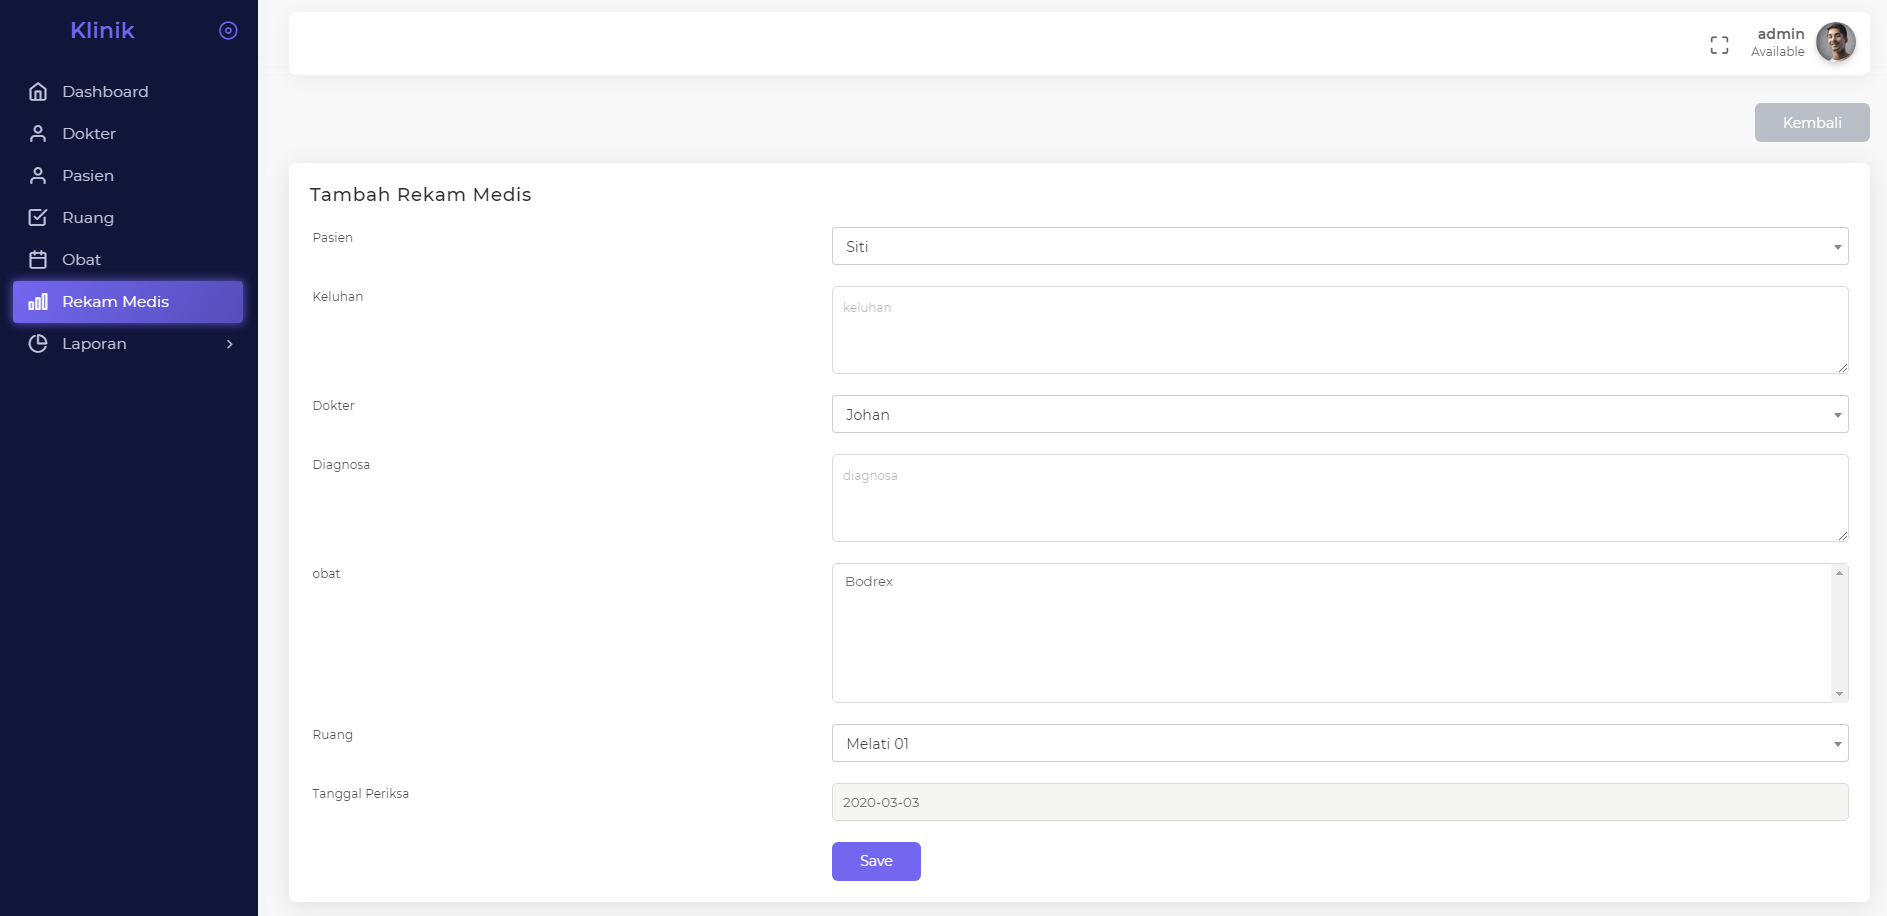 Klinik
Dashboard
Dokter
Pasien
Ruang
Obat
Rekam Medis
Laporan
admin
Available
Kembali
Tambah Rekam Medis
Pasien
Siti
Keluhan
keluhan
Dokter
Johan
Diagnosa
diagnosa
obat
Bodrex
Ruang
Melati 01
Tanggal Periksa
2020-03-03
Save